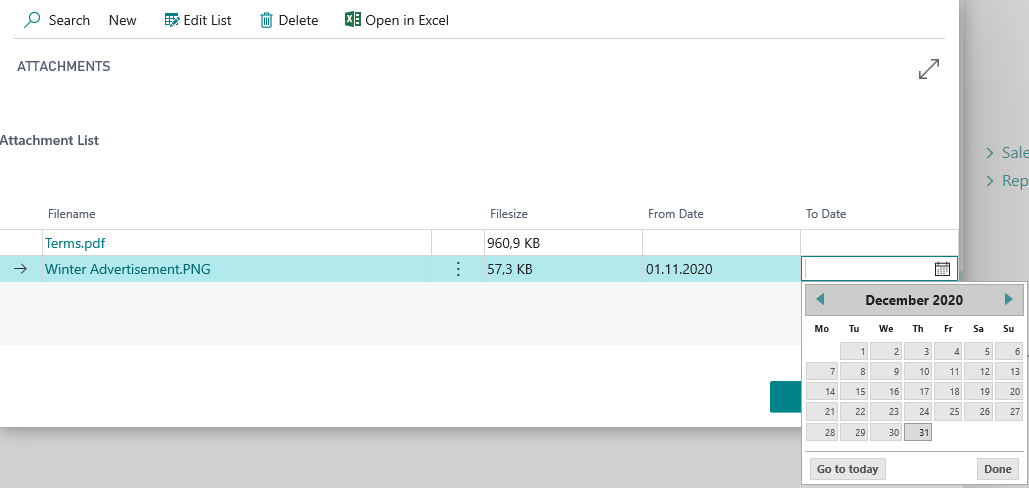 Search New Edit List Delete Open in Excel
ATTACHMENTS
Attachment List
Sale
Rep
Filename Filesize From Date To Date
Terms.pdf 960,9 KB
Winter Advertisement.PNG 57,3 KB 01.11.2020
December 2020
Mo Tu We Th Fr Sa Su
1 2 3 4 5 6
7 8 9 10 11 12 13
14 15 16 17 18 19 20
21 22 23 24 25 26 27
28 29 30 31
Go to today Done